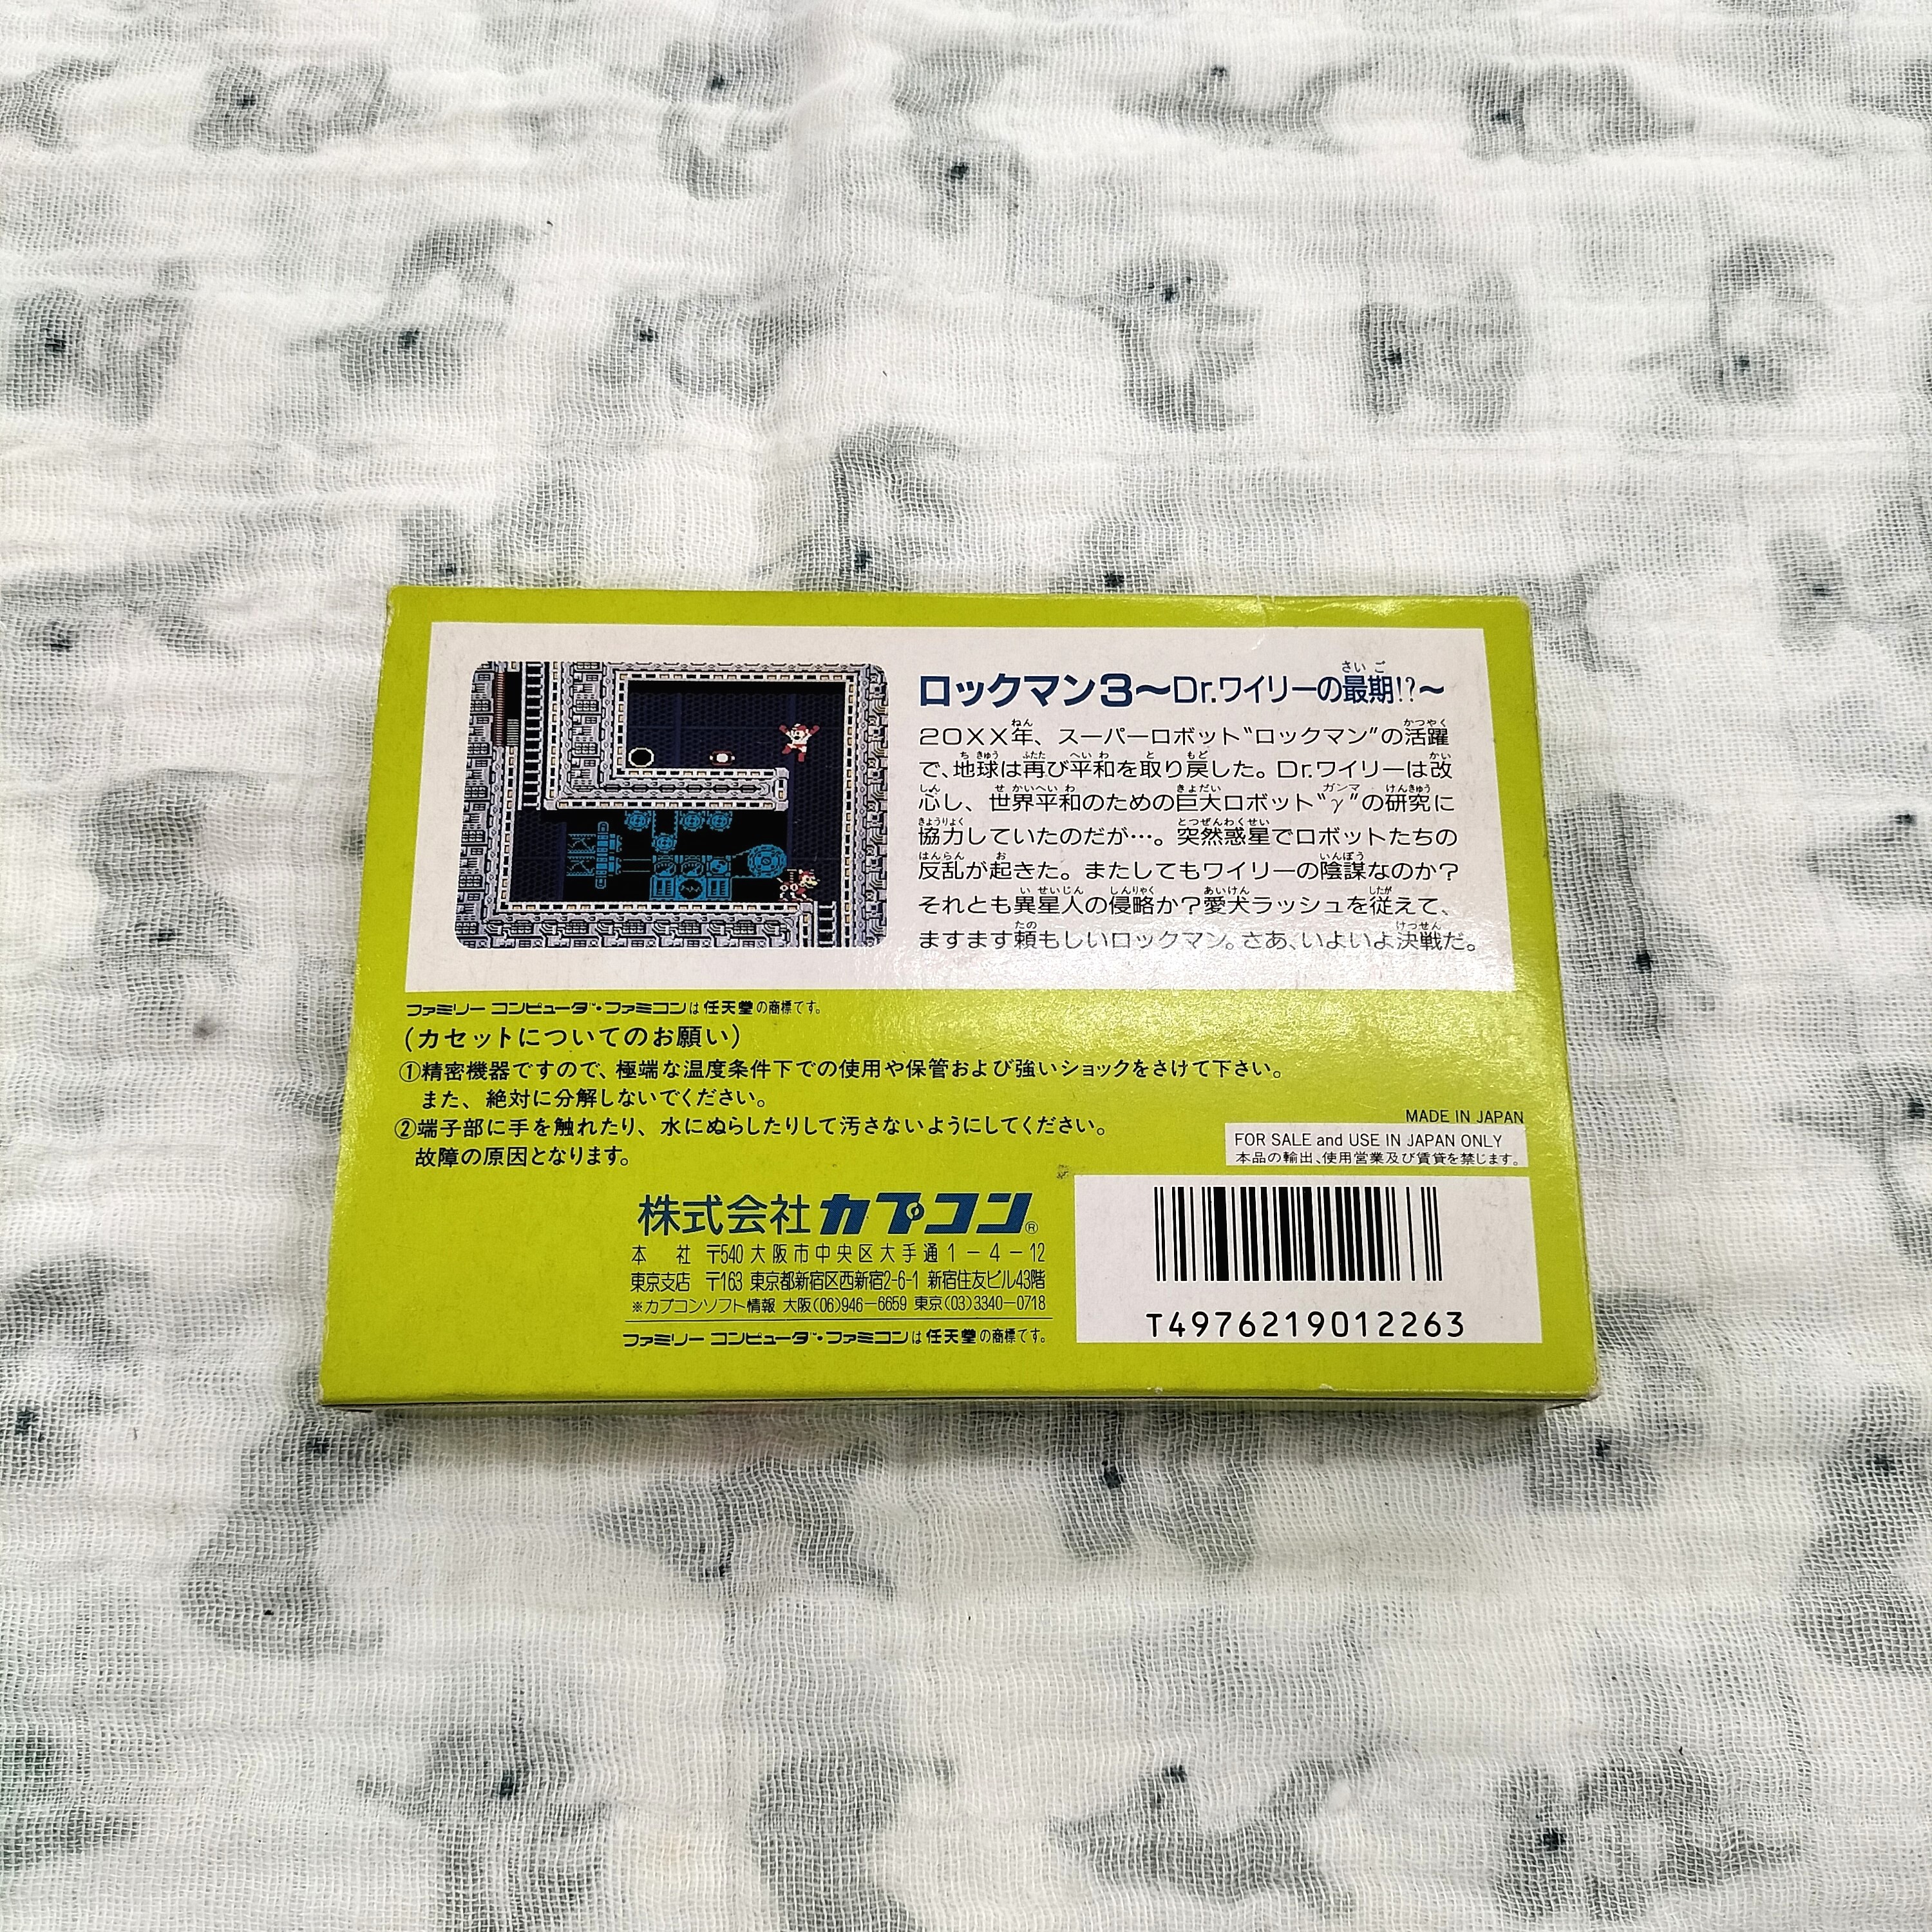 ロックマン3〜Dr.ワイリーの最期!?〜
20XX年、スーパーロボット“ロックマン”の活躍
で、地球は再び平和を取り戻した。Dr.ワイリーは改
心し、世界平和のための巨大ロボット“γ”の研究に
協力していたのだが…。突然惑星でロボットたちの
反乱が起きた。またしてもワイリーの陰謀なのか?
それとも異星人の侵略か?愛犬ラッシュを従えて、
ますます頼もしいロックマン。さあ、いよいよ決戦だ。
ファミリー コンピュータ™・ファミコンは任天堂の商標です。
(カセットについてのお願い)
①精密機器ですので、極端な温度条件下での使用や保管および強いショックをさけて下さい。
また、絶対に分解しないでください。
②端子部に手を触れたり、水にぬらしたりして汚さないようにしてください。
故障の原因となります。
MADE IN JAPAN
FOR SALE and USE IN JAPAN ONLY
本品の輸出、使用営業及び賃貸を禁じます。
株式会社カプコン®
本 社 〒540 大阪市中央区大手通1-4-12
東京支店 〒163 東京都新宿区西新宿2-6-1 新宿住友ビル43階
※カプコンソフト情報 大阪(06)946-6659 東京(03)3340-0718
ファミリー コンピュータ™・ファミコンは任天堂の商標です。
T4976219012263